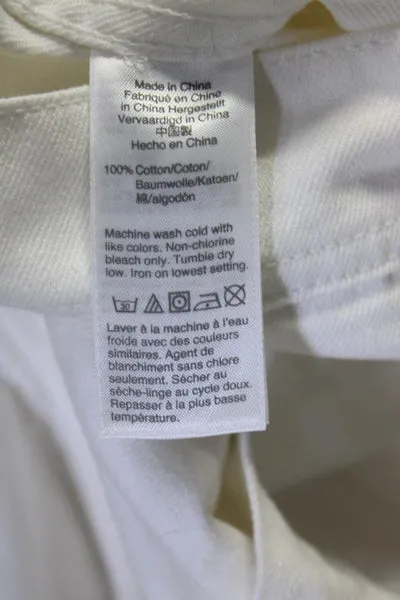 Made in China
Fabriqué en Chine
in China Hergestellt
Vervaardigd in China
中国製
Hecho en China
100% Cotton/Coton/
Baumwolle/Katoen/
綿/algodón
Machine wash cold with
like colors. Non-chlorine
bleach only. Tumble dry
low. Iron on lowest setting.
30
Laver à la machine à l'eau
froide avec des couleurs
similaires. Agent de
blanchiment sans chlore
seulement. Sécher au
sèche-linge au cycle doux.
Repasser à la plus basse
température.